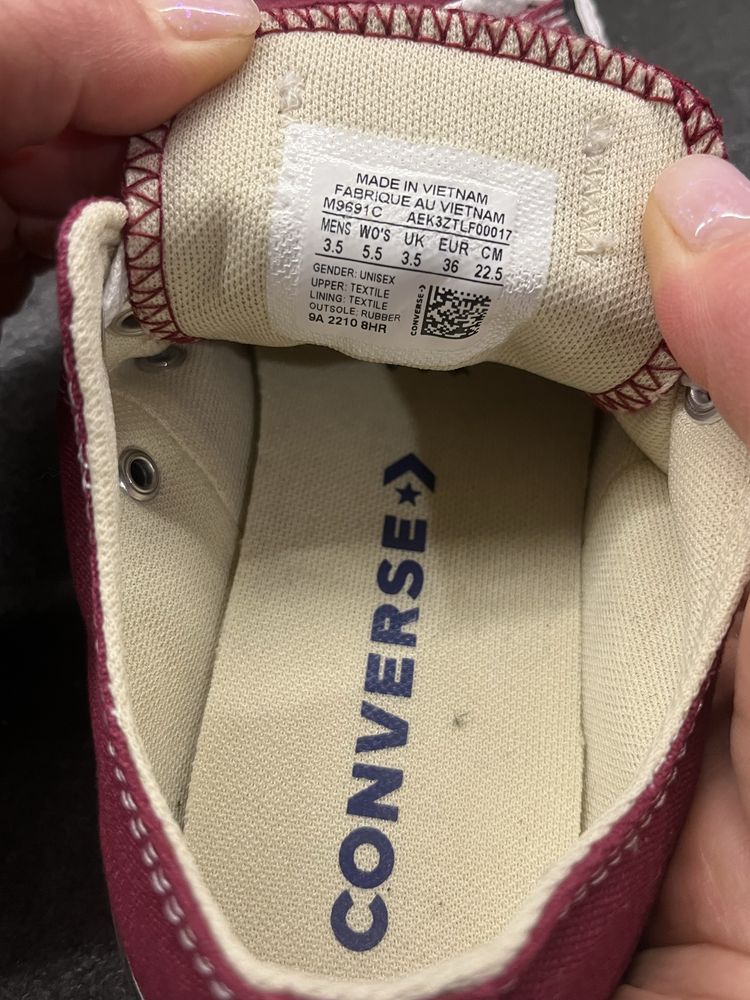 MADE IN VIETNAM
FABRIQUE AU VIETNAM
M9691C AEK3ZTLF00017
MENS WO'S UK EUR CM
3.5 5.5 3.5 36 22.5
GENDER: UNISEX
UPPER: TEXTILE
LINING: TEXTILE
OUTSOLE: RUBBER
9A 2210 8HR
CONVERSE
CONVERSE